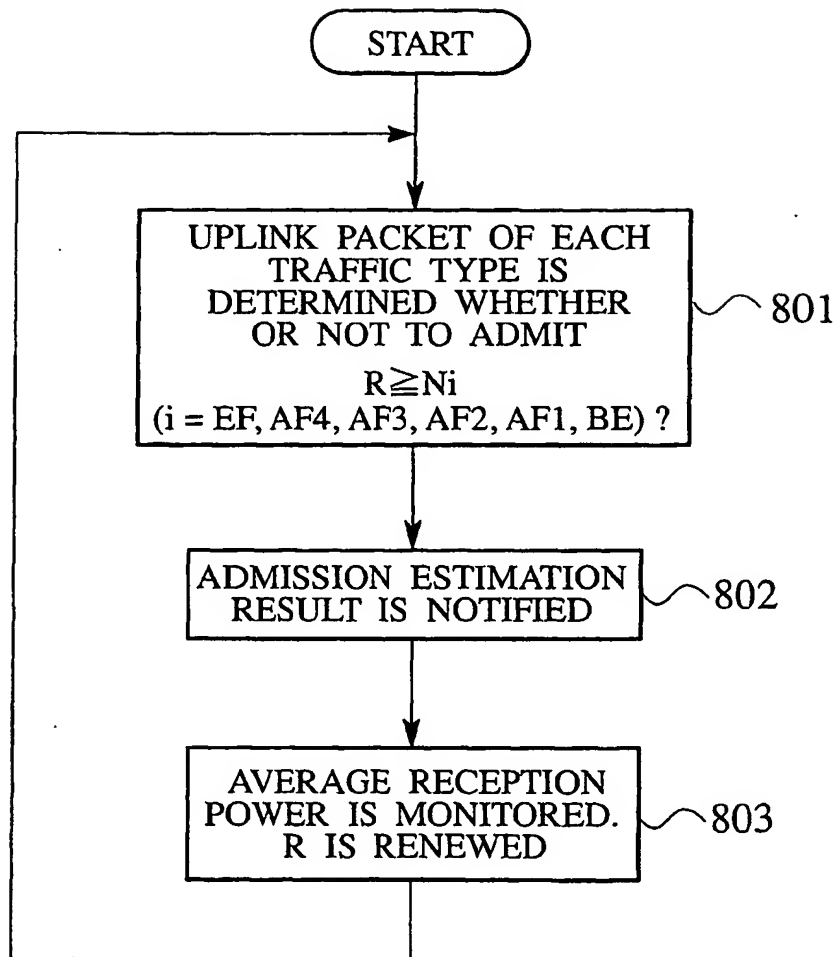 START
UPLINK PACKET OF EACH
TRAFFIC TYPE IS
DETERMINED WHETHER
OR NOT TO ADMIT
R≧Ni
(i = EF, AF4, AF3, AF2, AF1, BE) ?
801
ADMISSION ESTIMATION
RESULT IS NOTIFIED
802
AVERAGE RECEPTION
POWER IS MONITORED.
R IS RENEWED
803